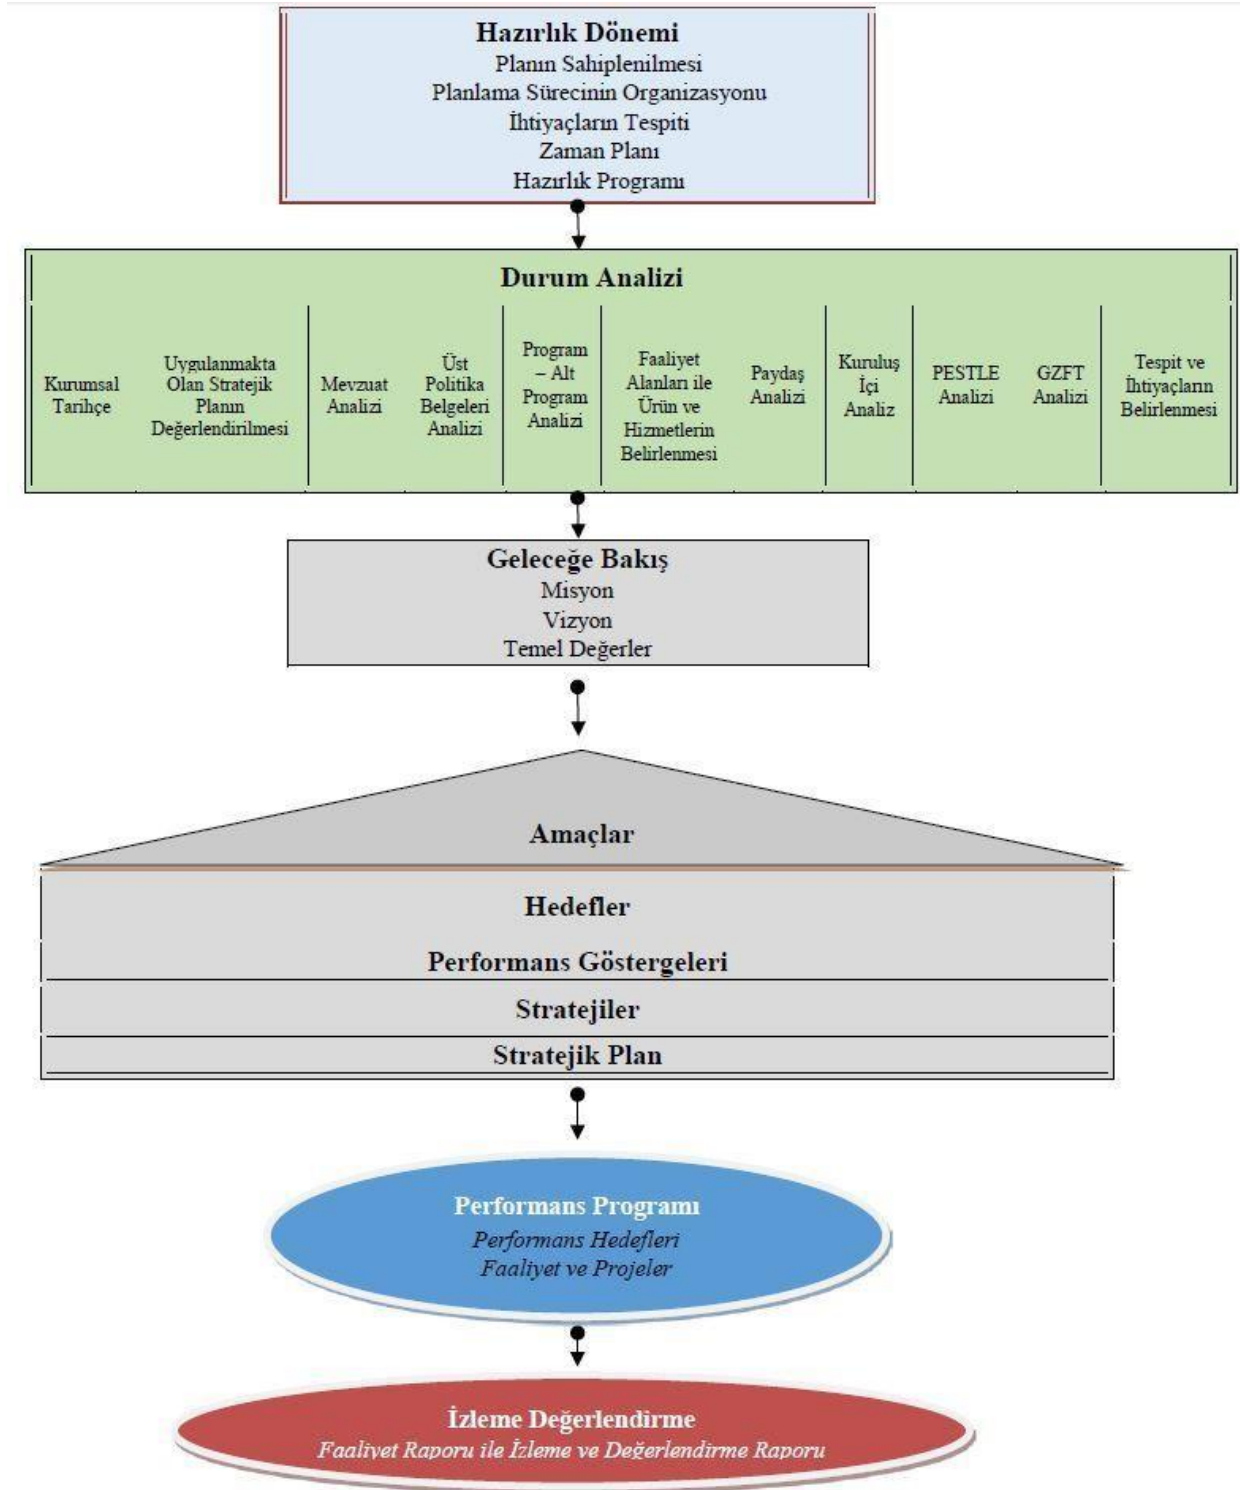 Hazırlık Dönemi
Planın Sahiplenilmesi
Planlama Sürecinin Organizasyonu
İhtiyaçların Tespiti
Zaman Planı
Hazırlık Programı
Durum Analizi
Kurumsal
Tarihçe
Uygulanmakta
Olan Stratejik
Planın
Değerlendirilmesi
Mevzuat
Analizi
Üst
Politika
Belgeleri
Analizi
Program
– Alt
Program
Analizi
Faaliyet
Alanları ile
Ürün ve
Hizmetlerin
Belirlenmesi
Paydaş
Analizi
Kuruluş
İçi
Analiz
PESTLE
Analizi
GZFT
Analizi
Tespit ve
İhtiyaçların
Belirlenmesi
Geleceğe Bakış
Misyon
Vizyon
Temel Değerler
Amaçlar
Hedefler
Performans Göstergeleri
Stratejiler
Stratejik Plan
Performans Programı
Performans Hedefleri
Faaliyet ve Projeler
İzleme Değerlendirme
Faaliyet Raporu ile İzleme ve Değerlendirme Raporu